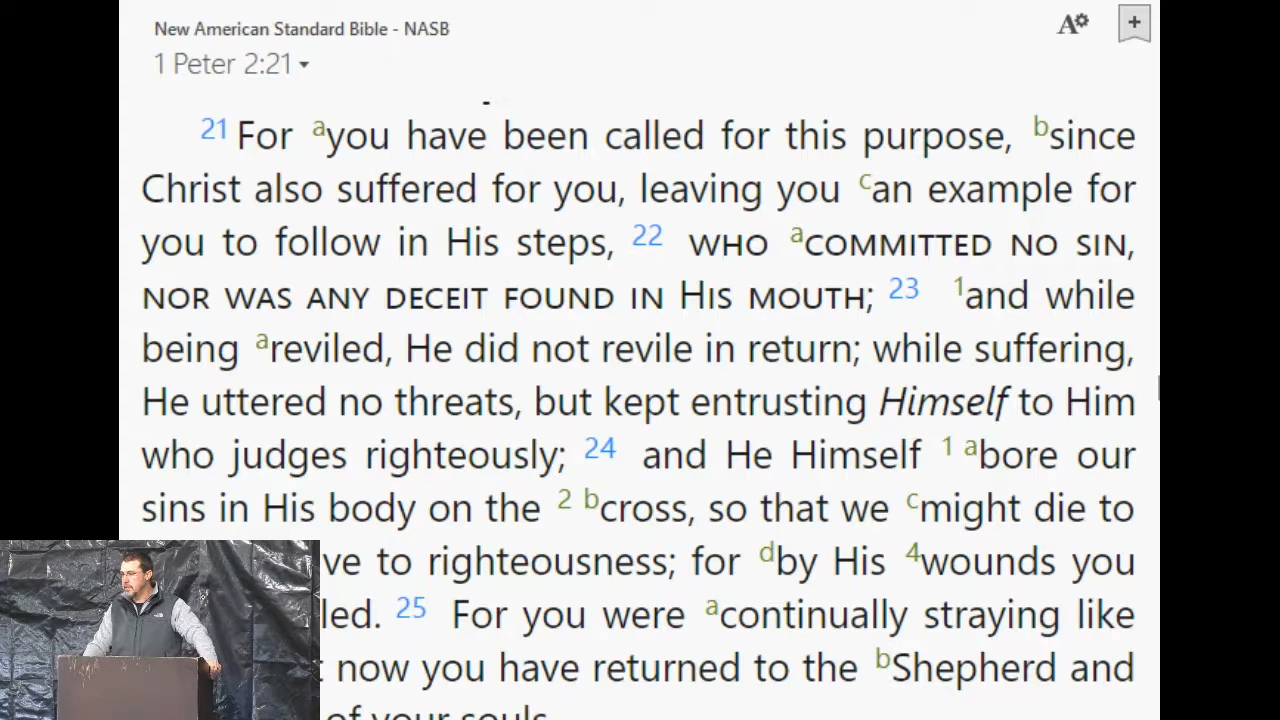 New American Standard Bible - NASB
1 Peter 2:21
21 For ayou have been called for this purpose, bsince
Christ also suffered for you, leaving you can example for
you to follow in His steps, 22 WHO aCOMMITTED NO SIN,
NOR WAS ANY DECEIT FOUND IN HIS MOUTH; 23 1and while
being areviled, He did not revile in return; while suffering,
He uttered no threats, but kept entrusting Himself to Him
who judges righteously; 24 and He Himself 1 abore our
sins in His body on the 2 bcross, so that we cmight die to
ve to righteousness; for dby His 4wounds you
led. 25 For you were acontinually straying like
now you have returned to the bShepherd and
of your souls